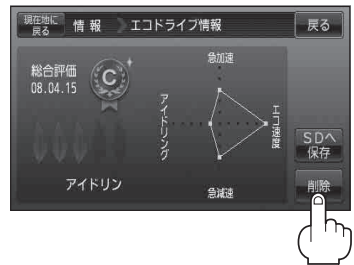 現在地に
戻る
情報
エコドライブ情報
戻る
総合評価
08.04.15
C
急加速
アイドリング
エコ速度
急減速
アイドリン
SDへ
保存
削除